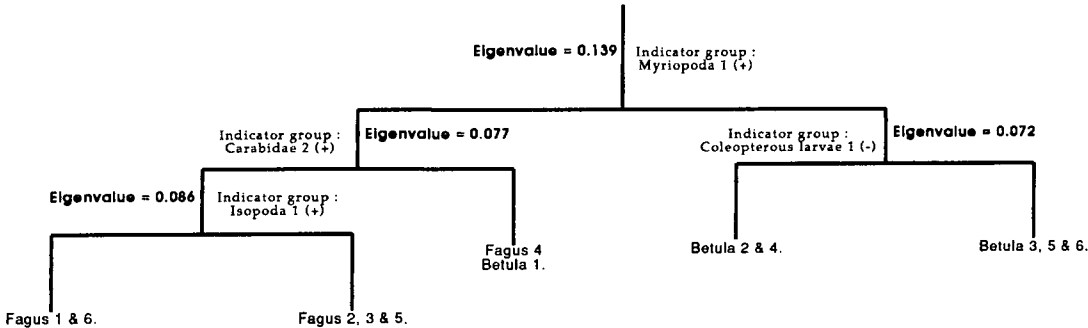 Eigenvalue = 0.139
Indicator group :
Myriopoda 1 (+)
Indicator group :
Carabidae 2 (+)
Eigenvalue = 0.077
Indicator group :
Coleopterous larvae 1 (-)
Eigenvalue = 0.072
Eigenvalue = 0.086
Indicator group :
Isopoda 1 (+)
Fagus 4
Betula 1.
Betula 2 & 4.
Betula 3, 5 & 6.
Fagus 1 & 6.
Fagus 2, 3 & 5.